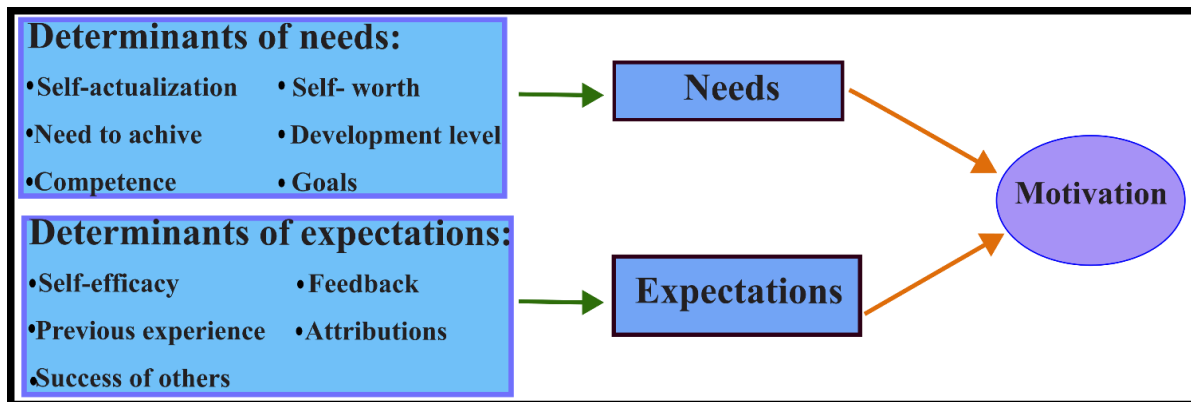 Determinants of needs:
•Self-actualization • Self- worth
•Need to achive •Development level
•Competence • Goals
Needs
Motivation
Determinants of expectations:
•Self-efficacy •Feedback
•Previous experience •Attributions
•Success of others
Expectations